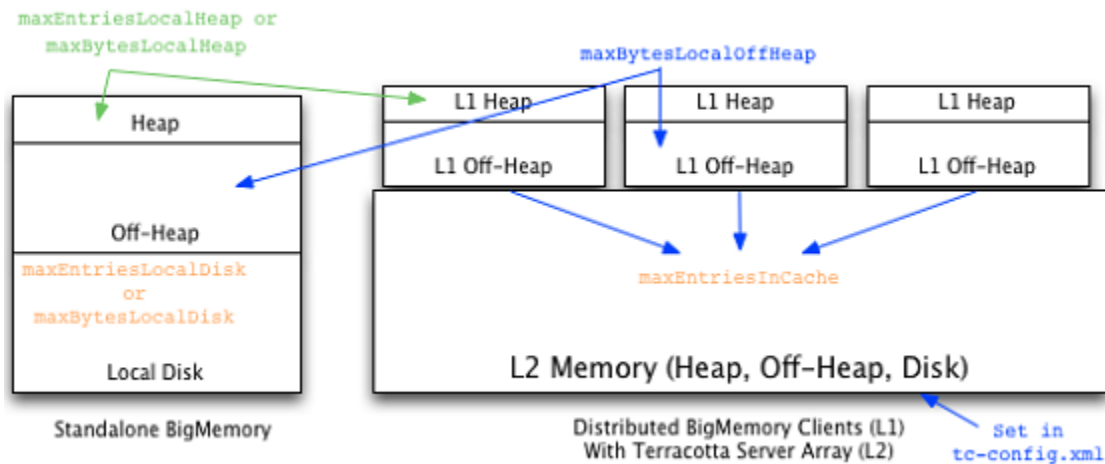 maxEntriesLocalHeap or
maxBytesLocalHeap
maxBytesLocalOffHeap
Heap
Off-Heap
maxEntriesLocalDisk
or
maxBytesLocalDisk
Local Disk
Standalone BigMemory
L1 Heap
L1 Off-Heap
L1 Heap
L1 Off-Heap
L1 Heap
L1 Off-Heap
maxEntriesInCache
L2 Memory (Heap, Off-Heap, Disk)
Distributed BigMemory Clients (L1)
With Terracotta Server Array (L2)
Set in
tc-config.xml